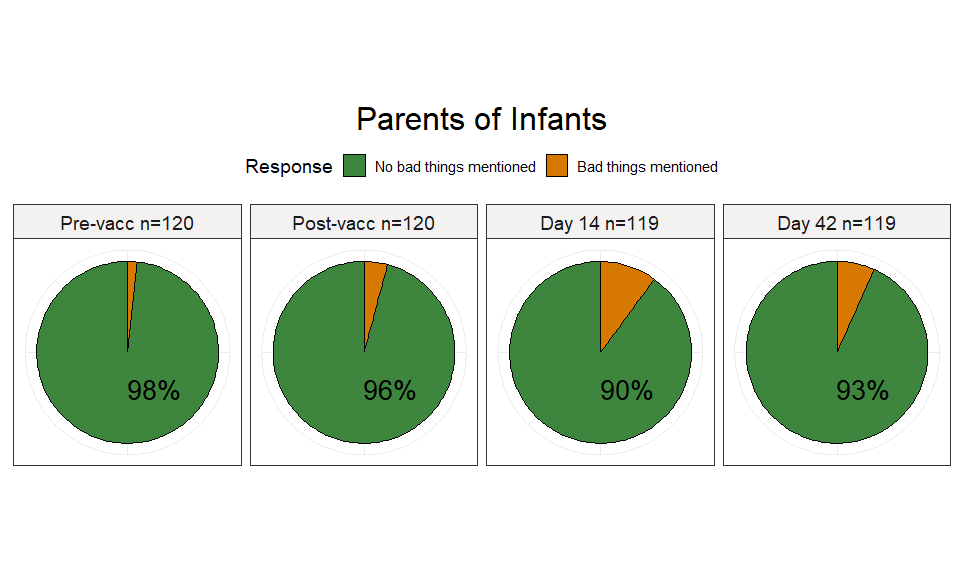 Parents of Infants
Response No bad things mentioned Bad things mentioned
Pre-vacc n=120 Post-vacc n=120 Day 14 n=119 Day 42 n=119
98% 96% 90% 93%